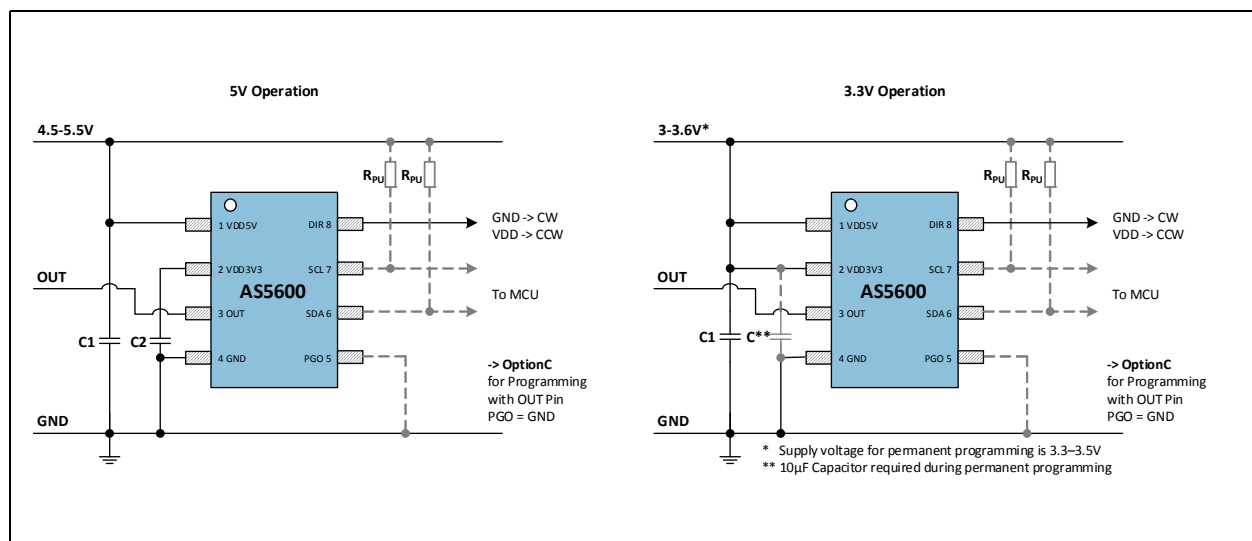 5V Operation
4.5-5.5V
RPU RPU
1 VDD5V
DIR 8
GND -> CW
VDD -> CCW
2 VDD3V3
SCL 7
OUT
AS5600
To MCU
3 OUT
SDA 6
C1
C2
4 GND
PGO 5
-> OptionC
for Programming
with OUT Pin
PGO = GND
GND
3.3V Operation
3-3.6V*
RPU RPU
1 VDD5V
DIR 8
GND -> CW
VDD -> CCW
2 VDD3V3
SCL 7
OUT
AS5600
To MCU
3 OUT
SDA 6
C1
C**
4 GND
PGO 5
-> OptionC
for Programming
with OUT Pin
PGO = GND
GND
* Supply voltage for permanent programming is 3.3–3.5V
** 10µF Capacitor required during permanent programming